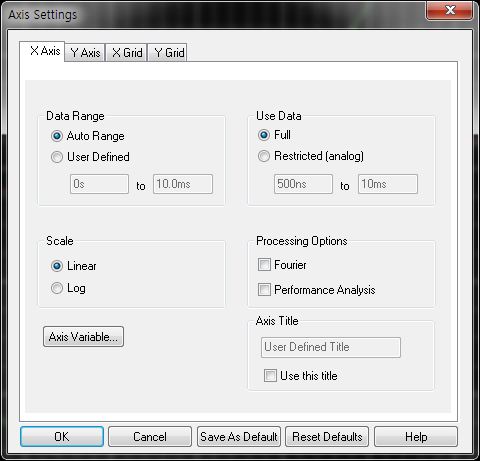 Axis Settings
X Axis
Y Axis
X Grid
Y Grid
Data Range
Auto Range
User Defined
0s to 10.0ms
Use Data
Full
Restricted (analog)
500ns to 10ms
Scale
Linear
Log
Processing Options
Fourier
Performance Analysis
Axis Variable...
Axis Title
User Defined Title
Use this title
OK
Cancel
Save As Default
Reset Defaults
Help